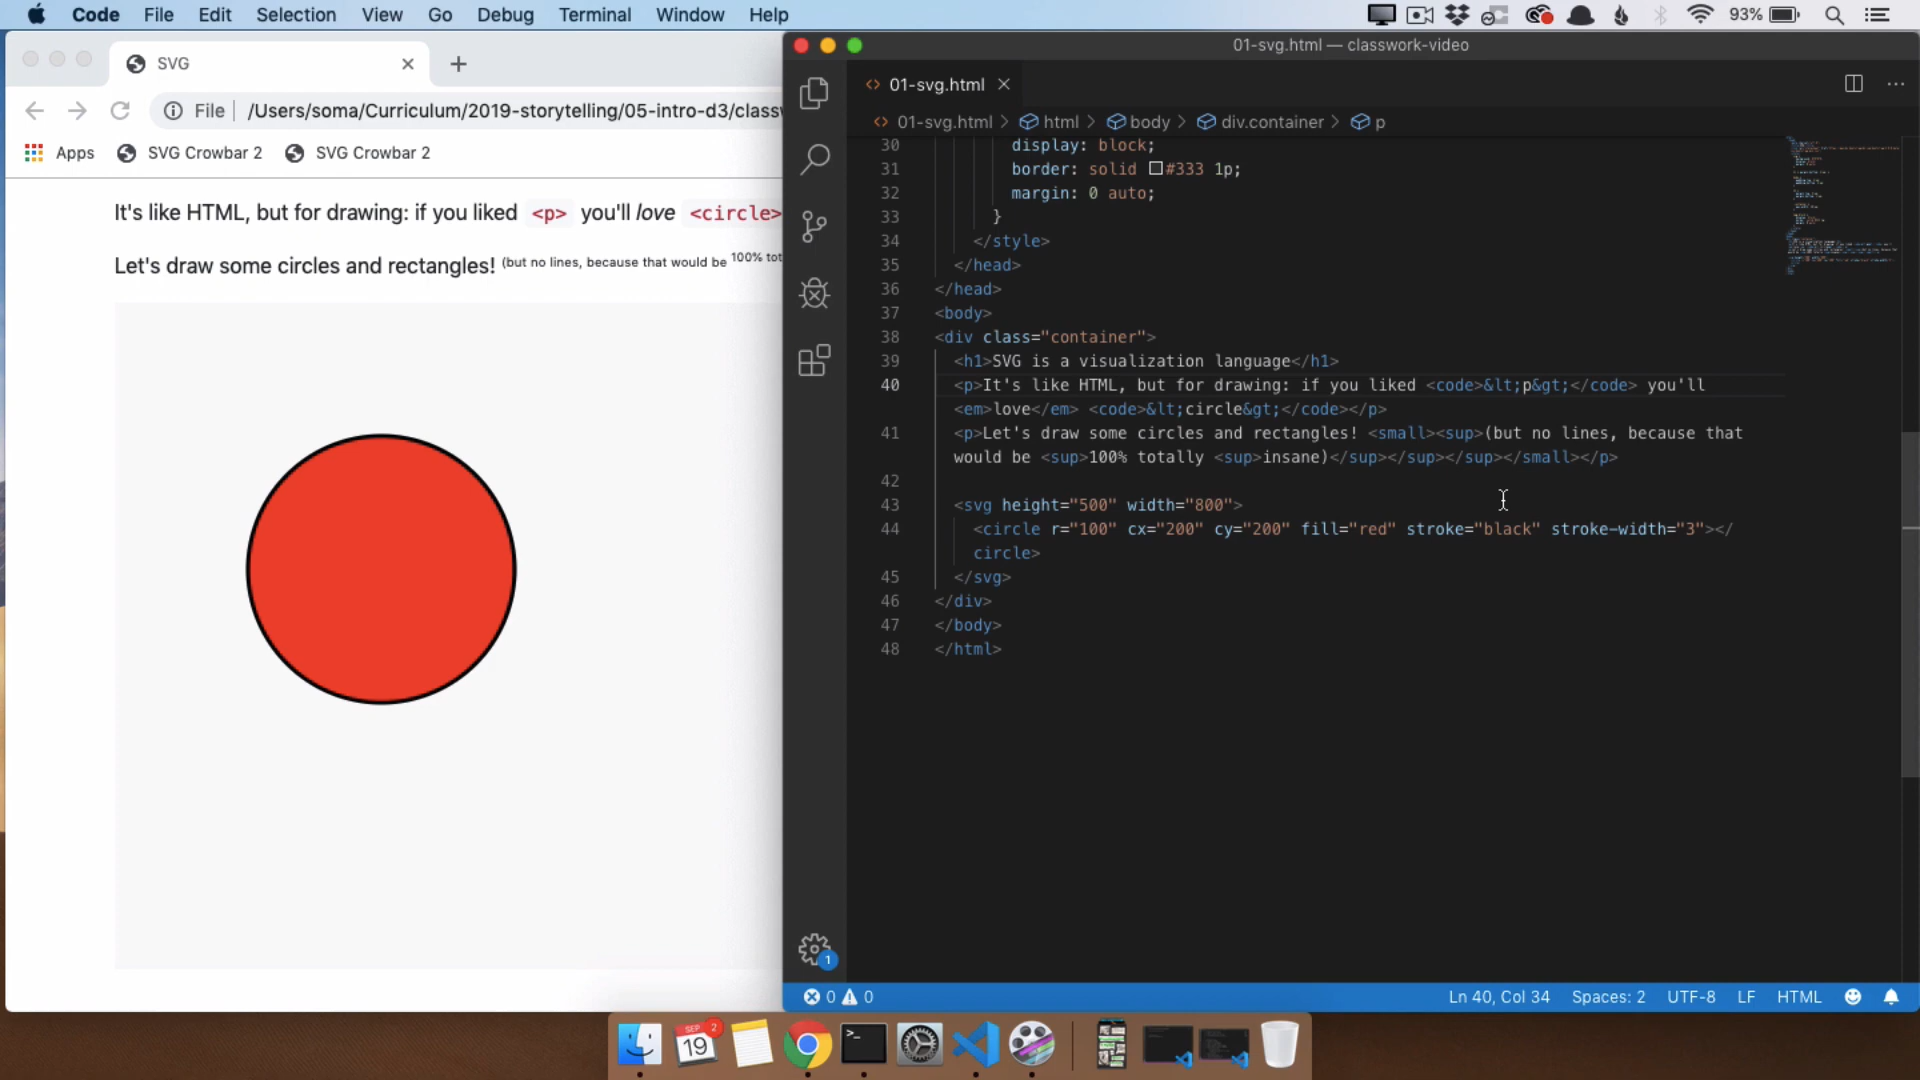 Code File Edit Selection View Go Debug Terminal Window Help 93%
SVG
File /Users/soma/Curriculum/2019-storytelling/05-intro-d3/class
Apps SVG Crowbar 2 SVG Crowbar 2
It's like HTML, but for drawing: if you liked <p> you'll love <circle>
Let's draw some circles and rectangles! (but no lines, because that would be 100% tot
01-svg.html — classwork-video
01-svg.html
01-svg.html > html > body > div.container > p
30 display: block;
31 border: solid #333 1p;
32 margin: 0 auto;
33 }
34 </style>
35 </head>
36 </head>
37 <body>
38 <div class="container">
39 <h1>SVG is a visualization language</h1>
40 <p>It's like HTML, but for drawing: if you liked <code>&lt;p&gt;</code> you'll
<em>love</em> <code>&lt;circle&gt;</code></p>
41 <p>Let's draw some circles and rectangles! <small><sup>(but no lines, because that
would be <sup>100% totally <sup>insane)</sup></sup></sup></small></p>
42
43 <svg height="500" width="800">
44 <circle r="100" cx="200" cy="200" fill="red" stroke="black" stroke-width="3"></
circle>
45 </svg>
46 </div>
47 </body>
48 </html>
1
0 0 Ln 40, Col 34 Spaces: 2 UTF-8 LF HTML
SEP 2
19